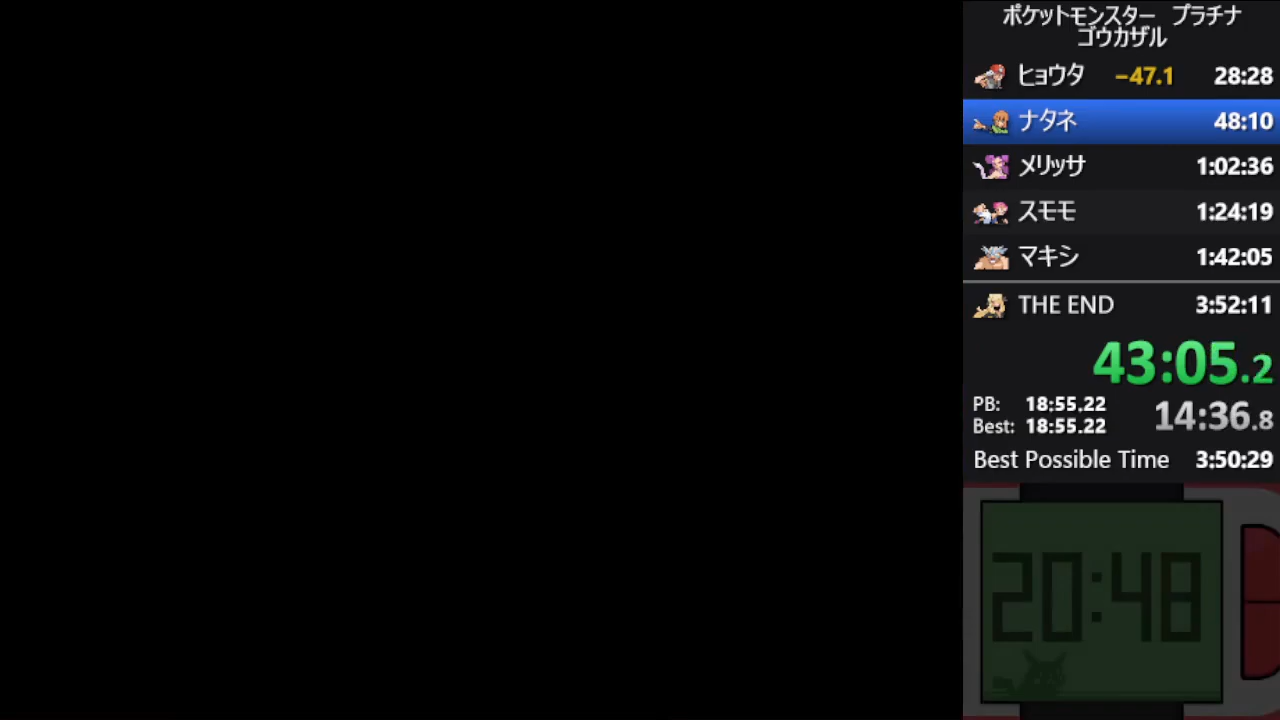 ポケットモンスター　プラチナ
ゴウカザル
ヒョウタ −47.1 28:28
ナタネ 48:10
メリッサ 1:02:36
スモモ 1:24:19
マキシ 1:42:05
THE END 3:52:11
43:05.2
PB: 18:55.22
Best: 18:55.22
14:36.8
Best Possible Time 3:50:29
20:48